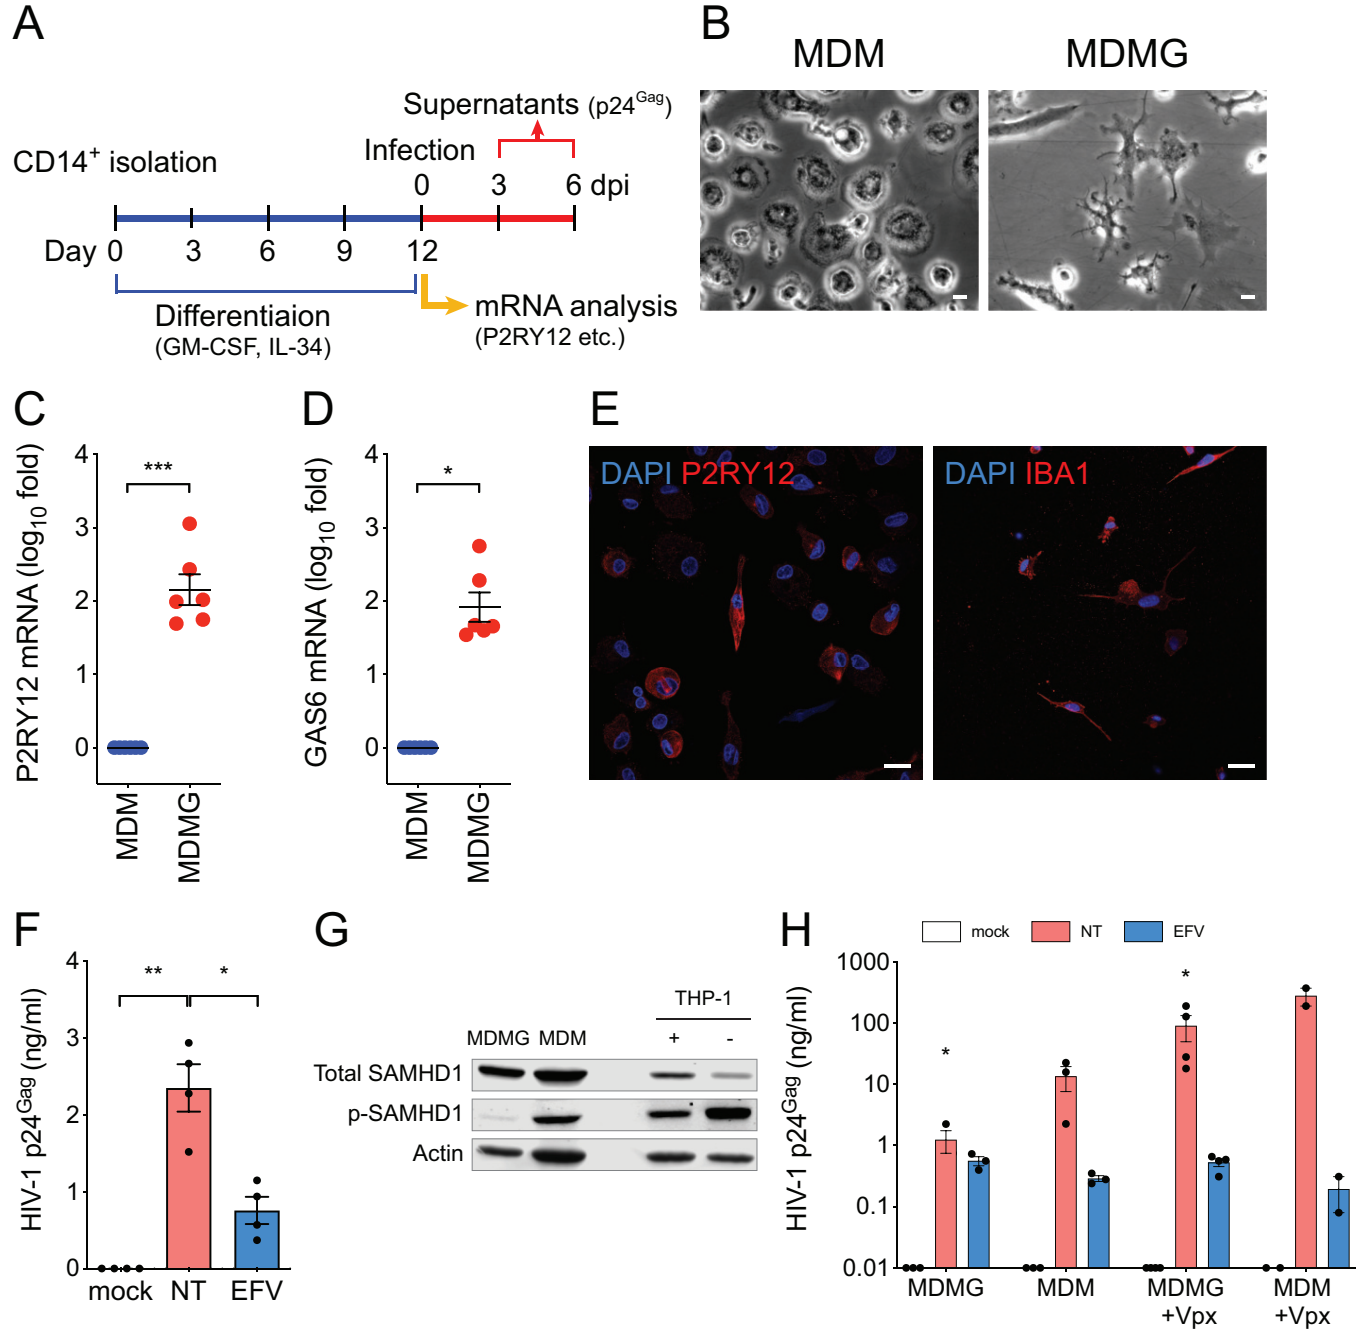 A
Supernatants (p24Gag)
Infection
CD14+ isolation
0 3 6 dpi
Day 0 3 6 9 12
Differentiaion
(GM-CSF, IL-34)
mRNA analysis
(P2RY12 etc.)
B
MDM MDMG
C
P2RY12 mRNA (log10 fold)
4
3
2
1
0
***
MDM
MDMG
D
GAS6 mRNA (log10 fold)
4
3
2
1
0
*
MDM
MDMG
E
DAPI P2RY12
DAPI IBA1
F
HIV-1 p24Gag (ng/ml)
4
3
2
1
0
** *
mock NT EFV
G
THP-1
MDMG MDM + -
Total SAMHD1
p-SAMHD1
Actin
H
mock NT EFV
HIV-1 p24Gag (ng/ml)
1000
100
10
1
0.1
0.01
*
*
MDMG MDM MDMG MDM
+Vpx +Vpx